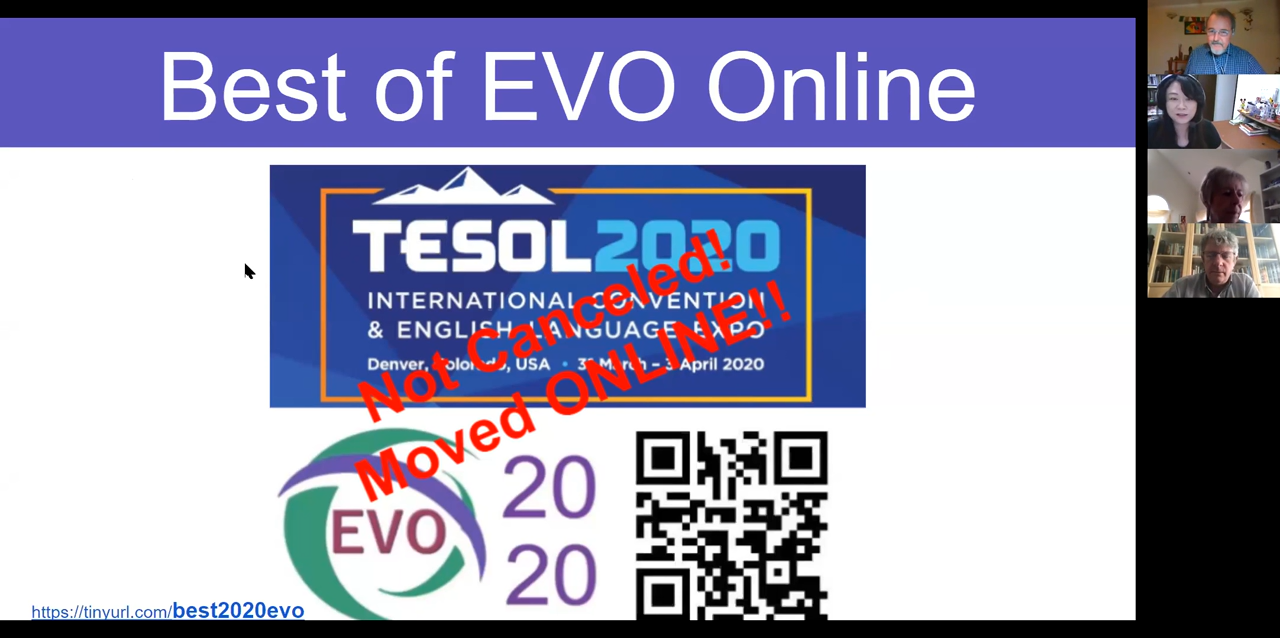 Best of EVO Online
TESOL2020
INTERNATIONAL CONVENTION
& ENGLISH LANGUAGE EXPO
Denver, Colorado, USA • 31 March – 3 April 2020
Not Canceled!
Moved ONLINE!!
EVO
20
20
https://tinyurl.com/best2020evo